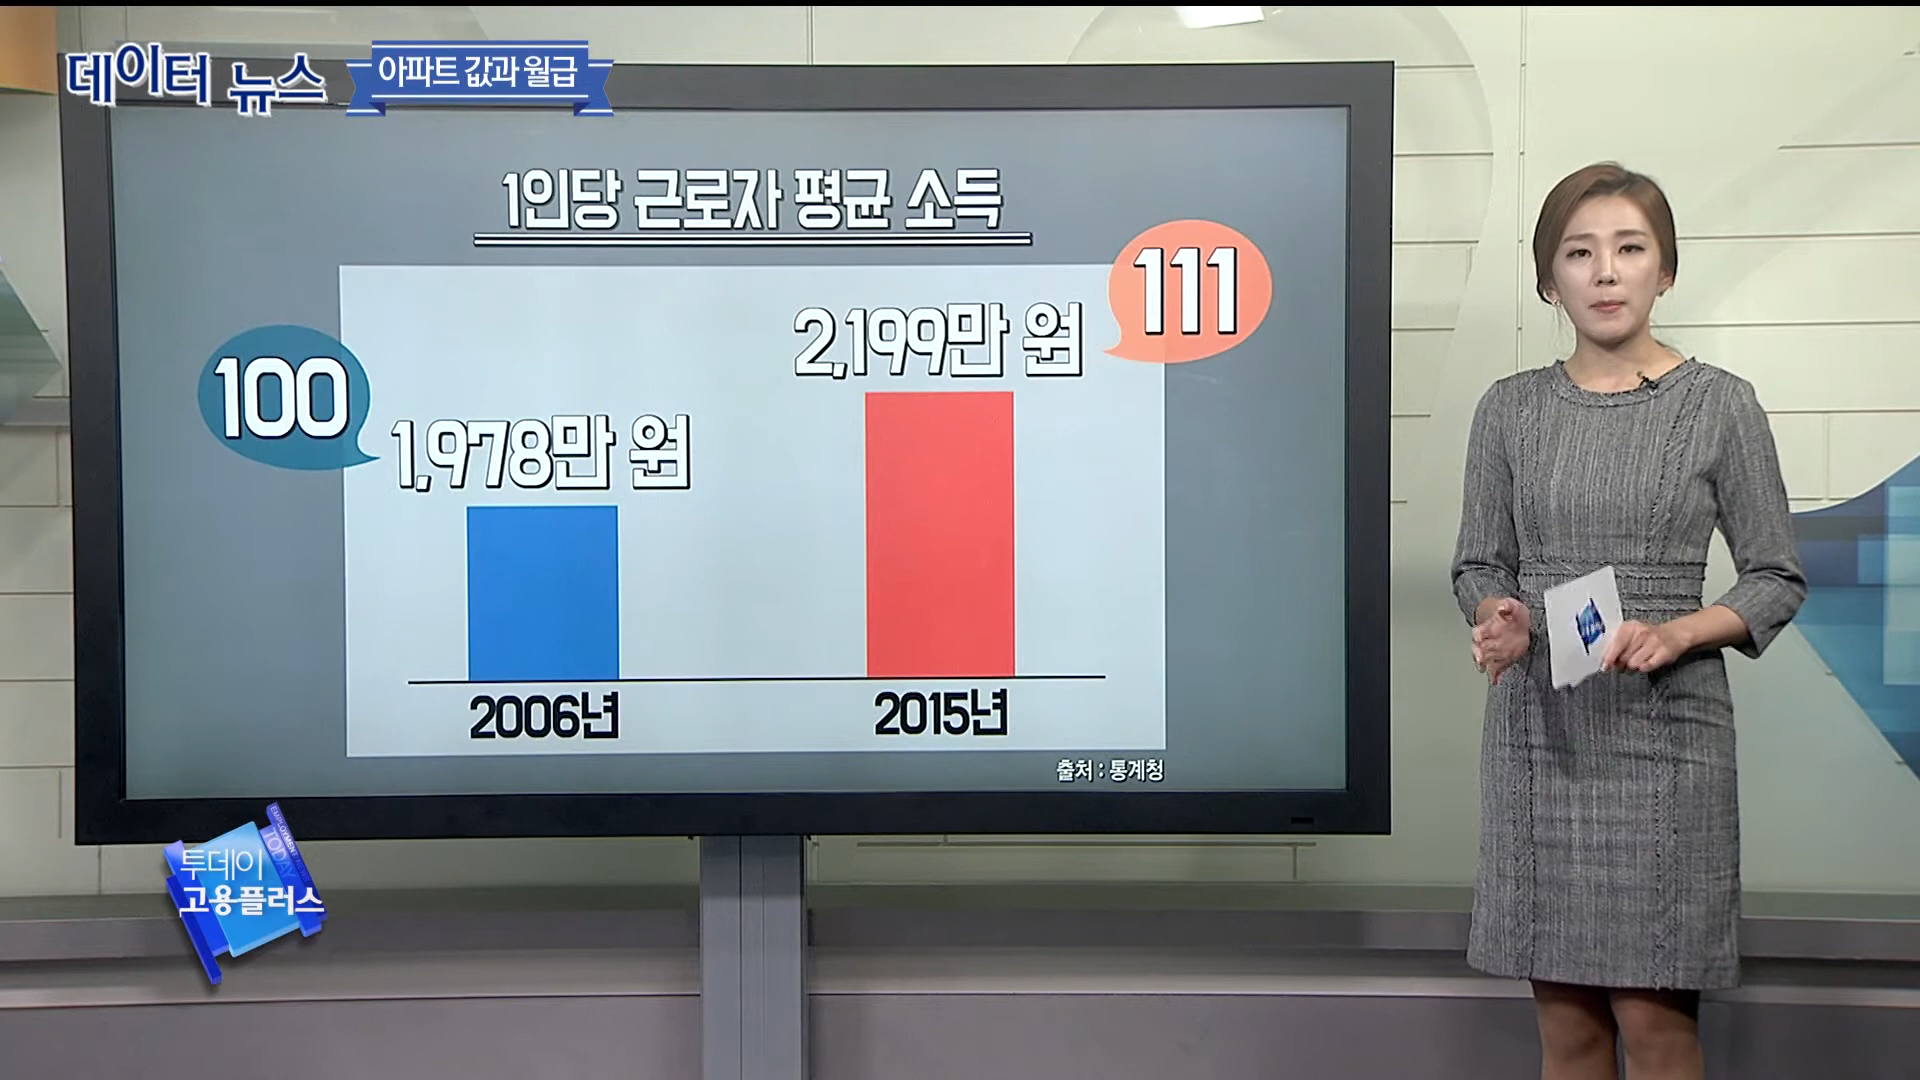 데이터 뉴스
아파트 값과 월급
1인당 근로자 평균 소득
111
2,199만 원
100
1,978만 원
2006년
2015년
출처 : 통계청
EMPLOYMENT
TODAY
투데이
고용플러스